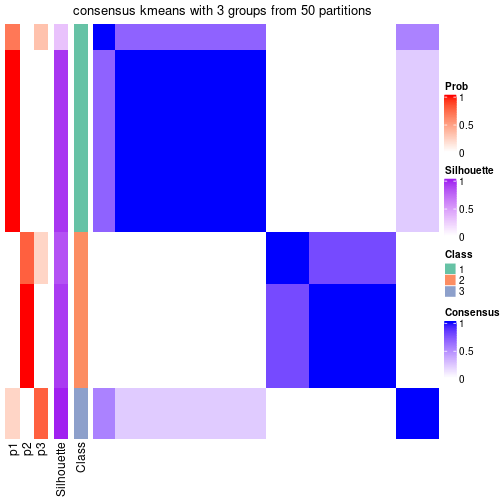 consensus kmeans with 3 groups from 50 partitions
Prob
1
0.5
0
Silhouette
1
0.5
0
Class
1
2
3
Consensus
1
0.5
0
p1
p2
p3
Silhouette
Class